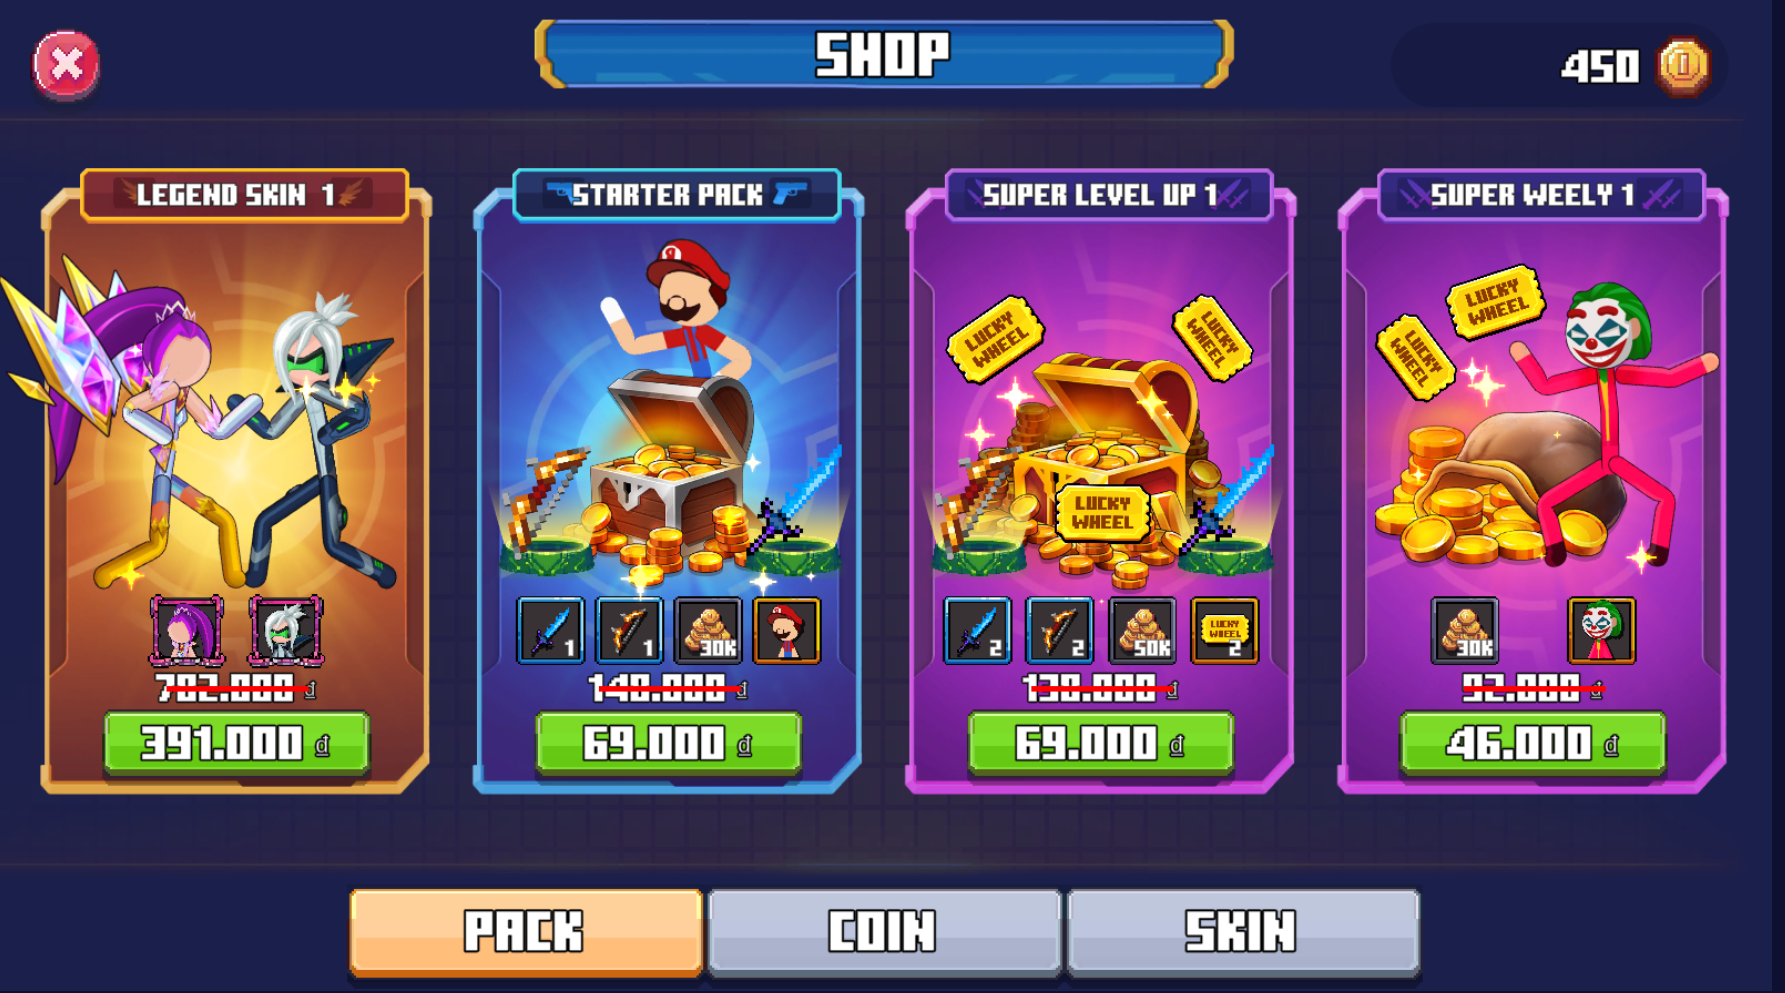 SHOP
450
LEGEND SKIN 1
702.000 đ
391.000 đ
STARTER PACK
1
1
30K
140.000 đ
69.000 đ
SUPER LEVEL UP 1
LUCKY
WHEEL
LUCKY
WHEEL
LUCKY
WHEEL
2
2
50K
LUCKY
WHEEL
2
138.000 đ
69.000 đ
SUPER WEELY 1
LUCKY
WHEEL
LUCKY
WHEEL
30K
92.000 đ
46.000 đ
PACK
COIN
SKIN